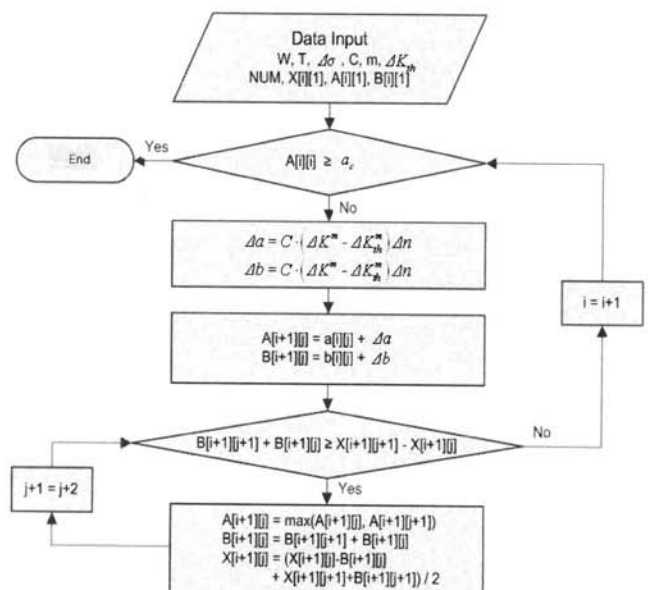 Data Input
W, T, Δσ , C, m, ΔK_th
NUM, X[i][1], A[i][1], B[i][1]
Yes
End
A[i][i] ≥ a_c
No
Δa = C·(ΔK^m - ΔK_th^m)Δn
Δb = C·(ΔK^m - ΔK_th^m)Δn
i = i+1
A[i+1][j] = a[i][j] + Δa
B[i+1][j] = b[i][j] + Δb
B[i+1][j+1] + B[i+1][j] ≥ X[i+1][j+1] - X[i+1][j]
No
j+1 = j+2
Yes
A[i+1][j] = max(A[i+1][j], A[i+1][j+1])
B[i+1][j] = B[i+1][j+1] + B[i+1][j]
X[i+1][j] = (X[i+1][j]-B[i+1][j]
+ X[i+1][j+1]+B[i+1][j+1]) / 2